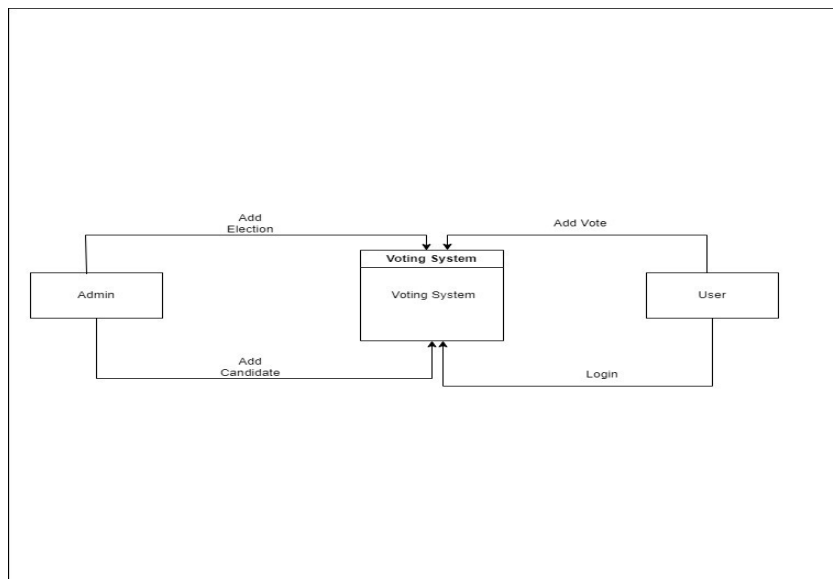 Add
Election
Add Vote
Voting System
Admin
Voting System
User
Add
Candidate
Login